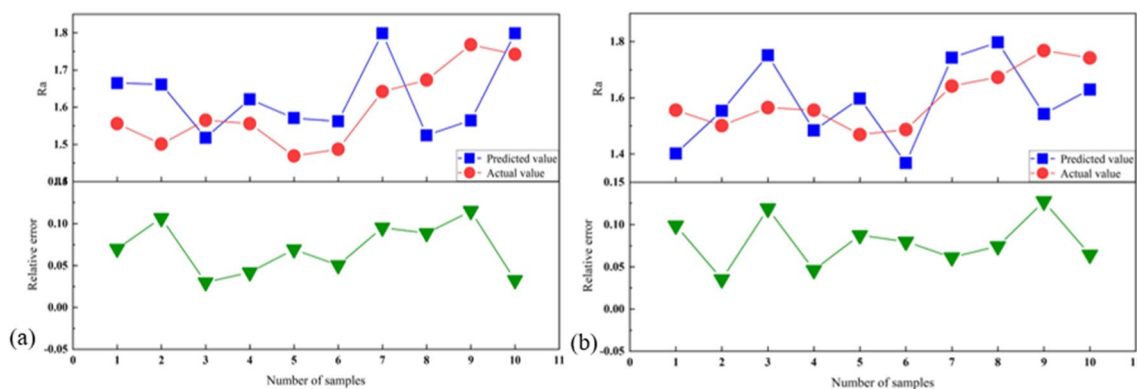 1.8
1.7
Ra
1.6
1.5
Predicted value
Actual value
0.15
0.10
Relative error
0.05
0.00
(a)
-0.05
0 1 2 3 4 5 6 7 8 9 10 11
Number of samples
1.8
Ra
1.6
1.4
Predicted value
Actual value
0.15
0.10
Relative error
0.05
0.00
(b)
-0.05
0 1 2 3 4 5 6 7 8 9 10 1
Number of samples